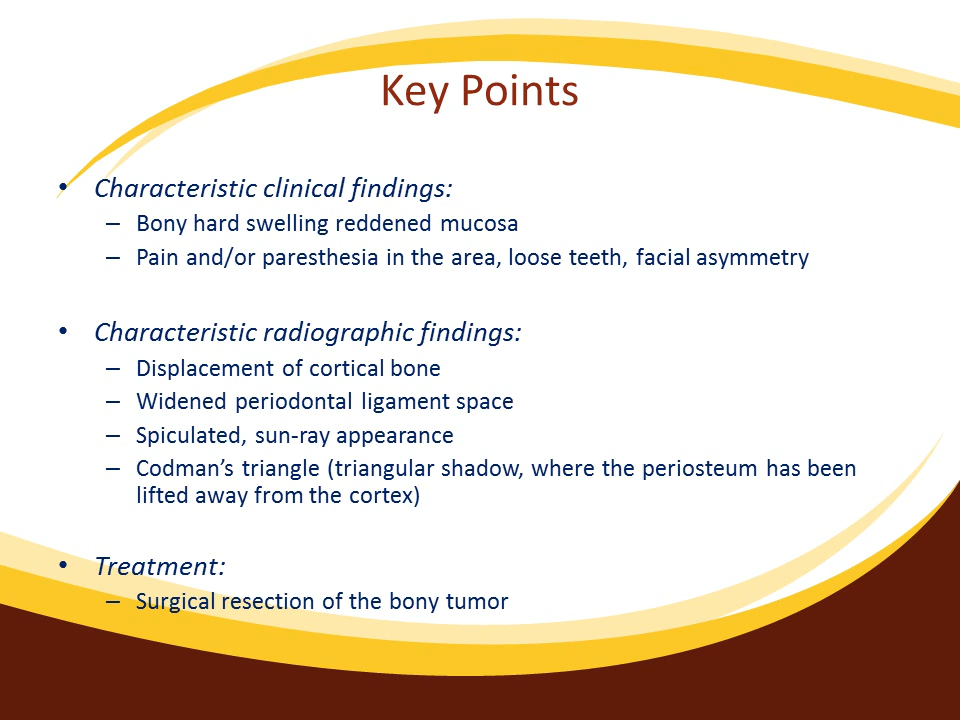 Key Points
• Characteristic clinical findings:
– Bony hard swelling reddened mucosa
– Pain and/or paresthesia in the area, loose teeth, facial asymmetry
• Characteristic radiographic findings:
– Displacement of cortical bone
– Widened periodontal ligament space
– Spiculated, sun-ray appearance
– Codman’s triangle (triangular shadow, where the periosteum has been
lifted away from the cortex)
• Treatment:
– Surgical resection of the bony tumor